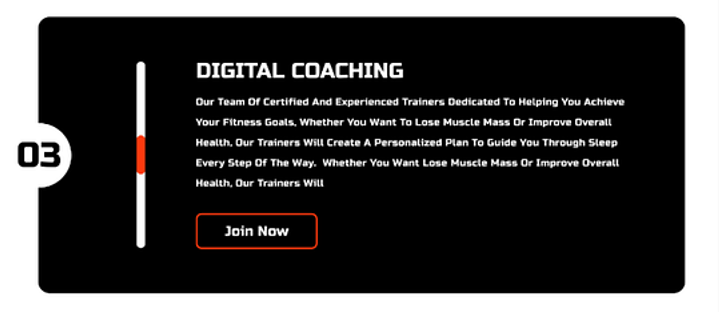 DIGITAL COACHING
Our Team Of Certified And Experienced Trainers Dedicated To Helping You Achieve
Your Fitness Goals, Whether You Want To Lose Muscle Mass Or Improve Overall
Health, Our Trainers Will Create A Personalized Plan To Guide You Through Sleep
Every Step Of The Way. Whether You Want Lose Muscle Mass Or Improve Overall
Health, Our Trainers Will
03
Join Now